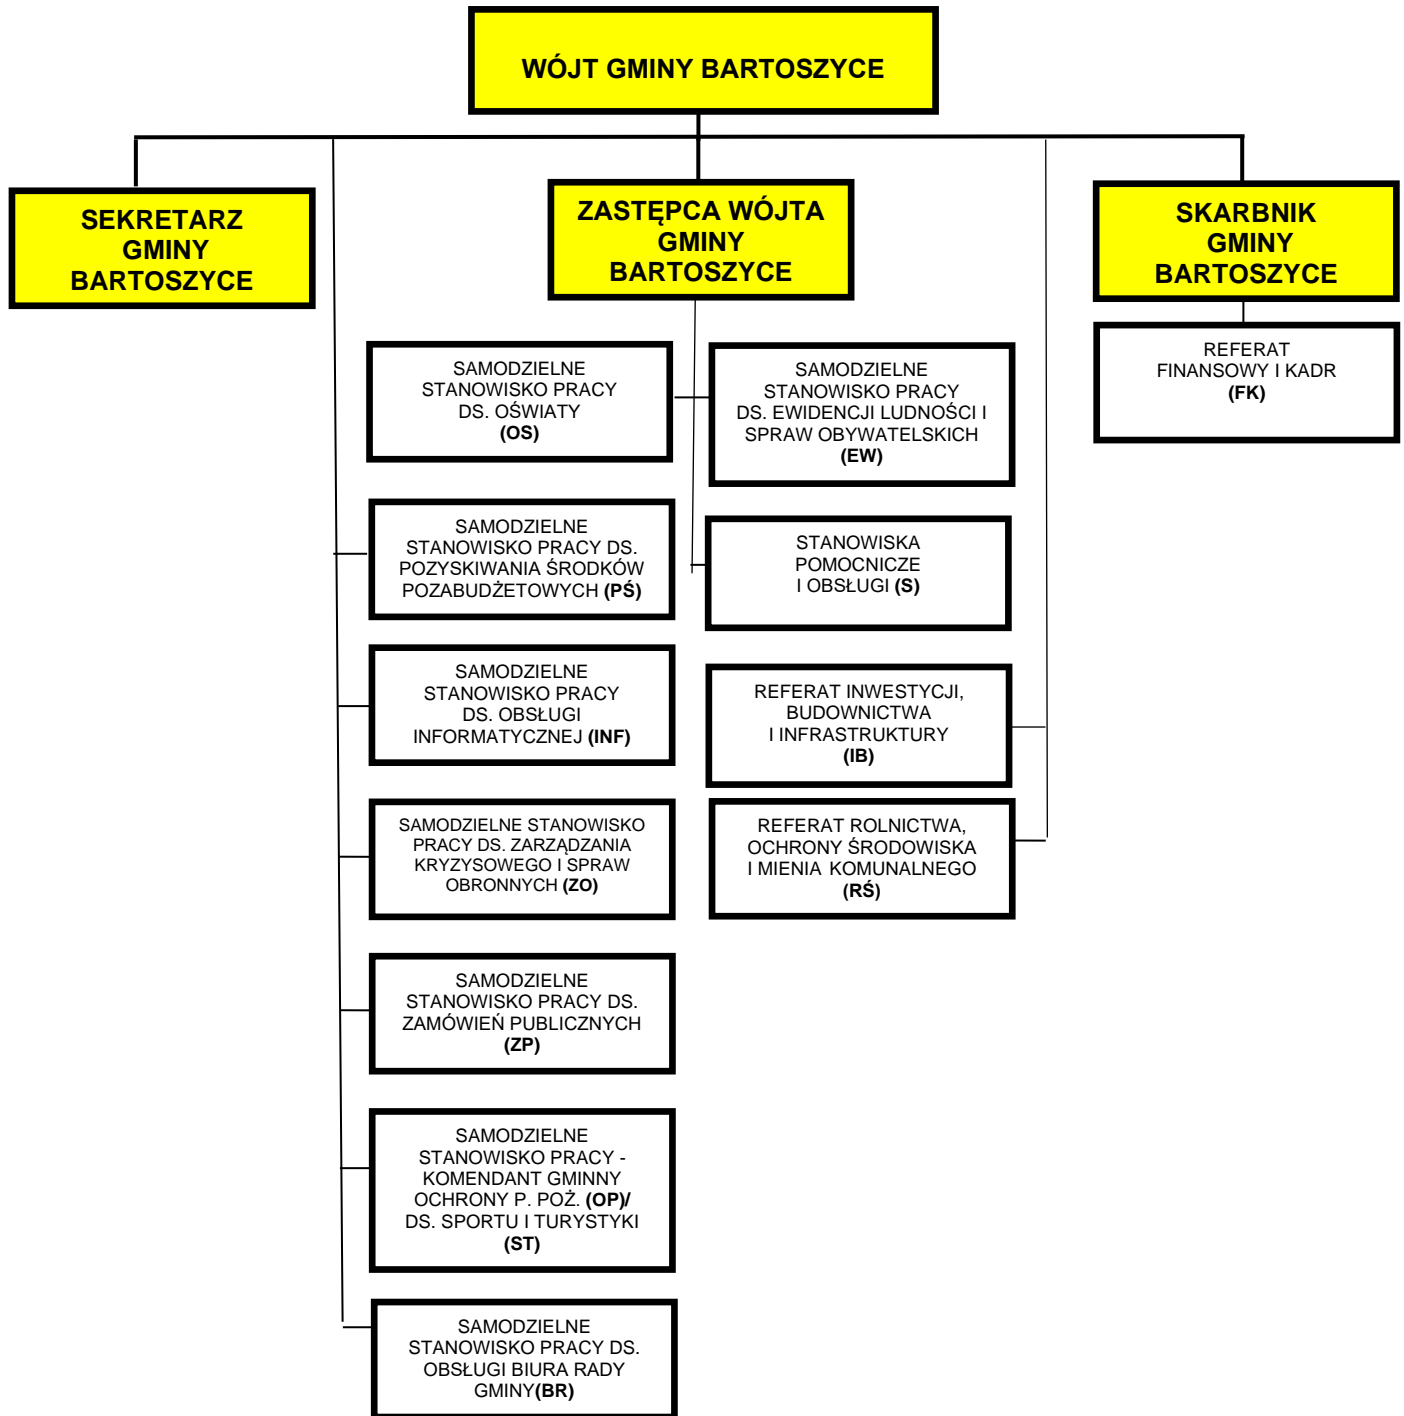 WÓJT GMINY BARTOSZYCE
SEKRETARZ
GMINY
BARTOSZYCE
ZASTĘPCA WÓJTA
GMINY
BARTOSZYCE
SKARBNIK
GMINY
BARTOSZYCE
REFERAT
FINANSOWY I KADR
(FK)
SAMODZIELNE
STANOWISKO PRACY
DS. OŚWIATY
(OS)
SAMODZIELNE
STANOWISKO PRACY
DS. EWIDENCJI LUDNOŚCI I
SPRAW OBYWATELSKICH
(EW)
SAMODZIELNE
STANOWISKO PRACY DS.
POZYSKIWANIA ŚRODKÓW
POZABUDŻETOWYCH (PŚ)
STANOWISKA
POMOCNICZE
I OBSŁUGI (S)
SAMODZIELNE
STANOWISKO PRACY
DS. OBSŁUGI
INFORMATYCZNEJ (INF)
REFERAT INWESTYCJI,
BUDOWNICTWA
I INFRASTRUKTURY
(IB)
SAMODZIELNE STANOWISKO
PRACY DS. ZARZĄDZANIA
KRYZYSOWEGO I SPRAW
OBRONNYCH (ZO)
REFERAT ROLNICTWA,
OCHRONY ŚRODOWISKA
I MIENIA KOMUNALNEGO
(RŚ)
SAMODZIELNE
STANOWISKO PRACY DS.
ZAMÓWIEŃ PUBLICZNYCH
(ZP)
SAMODZIELNE
STANOWISKO PRACY -
KOMENDANT GMINNY
OCHRONY P. POŻ. (OP)/
DS. SPORTU I TURYSTYKI
(ST)
SAMODZIELNE
STANOWISKO PRACY DS.
OBSŁUGI BIURA RADY
GMINY(BR)